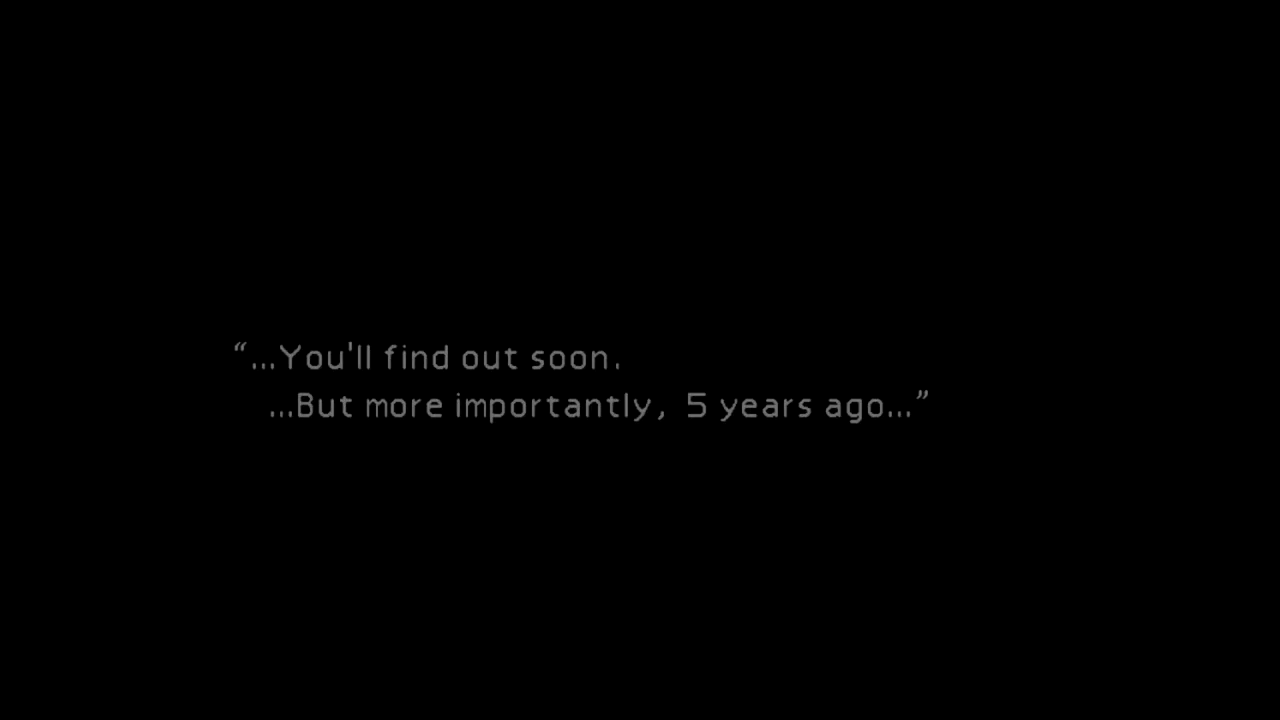 “...You'll find out soon.
...But more importantly, 5 years ago...”